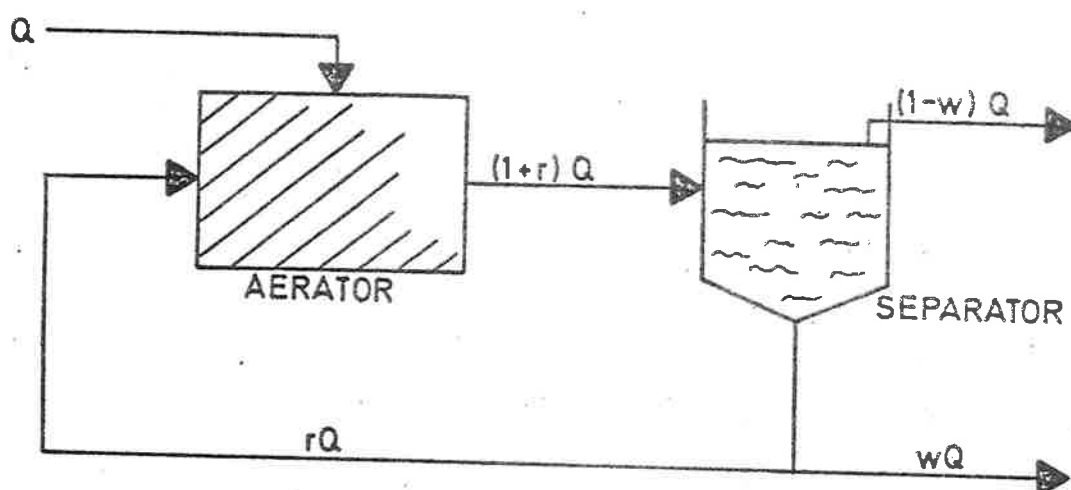 Q
(1-w) Q
(1+r) Q
AERATOR
SEPARATOR
rQ
wQ